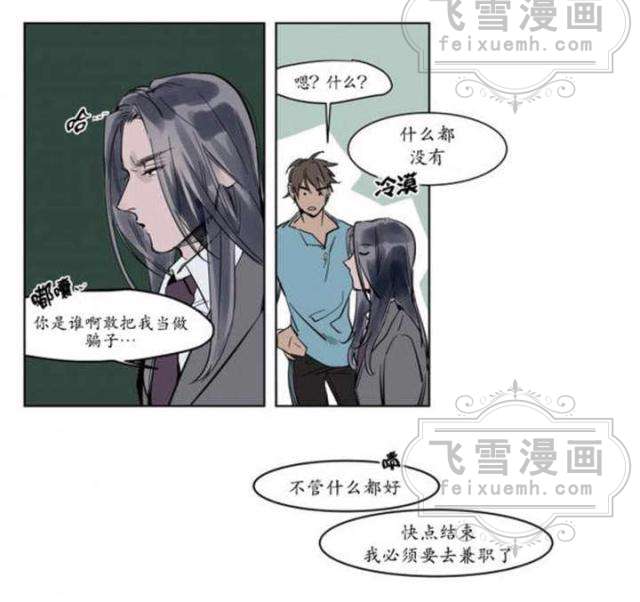 飞雪漫画
feixuemh.com
哈…
嘟囔…
你是谁啊敢把我当做
骗子…
嗯?什么?
什么都
没有
冷漠
飞雪漫画
feixuemh.com
啧
不管什么都好
快点结束
我必须要去兼职了